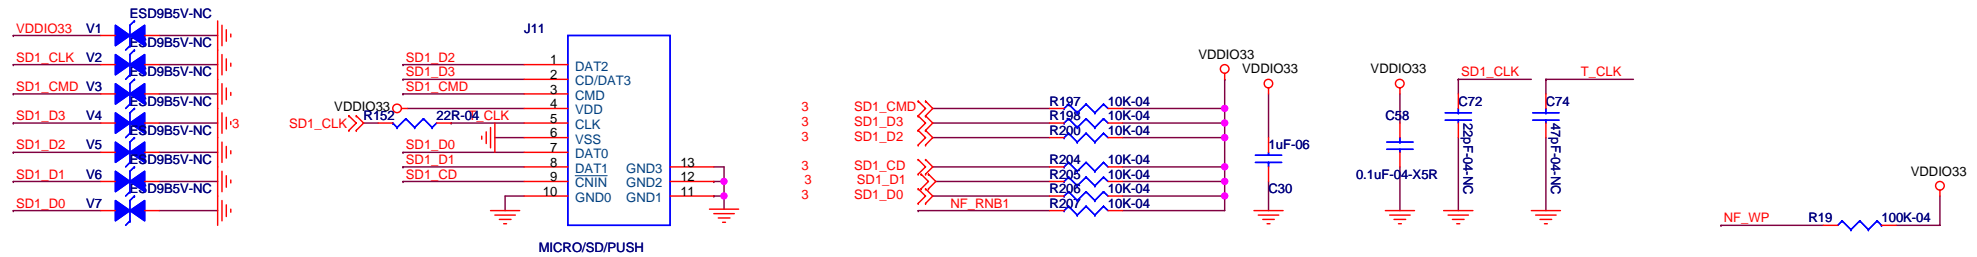 ESD9B5V-NC
VDDIO33 V1
ESD9B5V-NC
SD1_CLK V2
ESD9B5V-NC
SD1_CMD V3
ESD9B5V-NC
SD1_D3 V4
3
ESD9B5V-NC
SD1_D2 V5
ESD9B5V-NC
SD1_D1 V6
ESD9B5V-NC
SD1_D0 V7
J11
SD1_D2 1 DAT2
SD1_D3 2 CD/DAT3
SD1_CMD 3 CMD
VDDIO33 4 VDD
SD1_CLK R152 22R-04 T_CLK 5 CLK
6 VSS
SD1_D0 7 DAT0
SD1_D1 8 DAT1 GND3 13
SD1_CD 9 CNIN GND2 12
10 GND0 GND1 11
MICRO/SD/PUSH
VDDIO33
3 SD1_CMD R197 10K-04
3 SD1_D3 R198 10K-04
3 SD1_D2 R200 10K-04
3 SD1_CD R204 10K-04
3 SD1_D1 R205 10K-04
3 SD1_D0 R206 10K-04
NF_RNB1 R207 10K-04
VDDIO33
1uF-06
C30
VDDIO33
C58
0.1uF-04-X5R
SD1_CLK
C72
22pF-04-NC
T_CLK
C74
47pF-04-NC
VDDIO33
NF_WP R19 100K-04